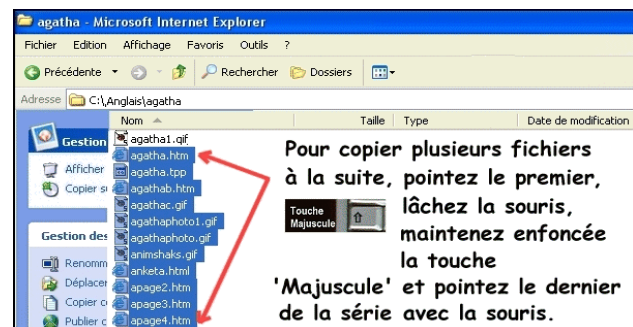 agatha - Microsoft Internet Explorer
Fichier Edition Affichage Favoris Outils ?
Précédente Rechercher Dossiers
Adresse C:\Anglais\agatha
Nom Taille Type Date de modification
agatha1.gif
Gestion
agatha.htm
Afficher
agatha.tpp
Copier
agathab.htm
agathac.gif
agathaphoto1.gif
Gestion des
agathaphoto.gif
animshaks.gif
Renomm
anketa.html
Déplacer
apage2.htm
Copier c
apage3.htm
Publier c
apage4.htm
Pour copier plusieurs fichiers
à la suite, pointez le premier,
Touche
Majuscule
lâchez la souris,
maintenez enfoncée
la touche
'Majuscule' et pointez le dernier
de la série avec la souris.